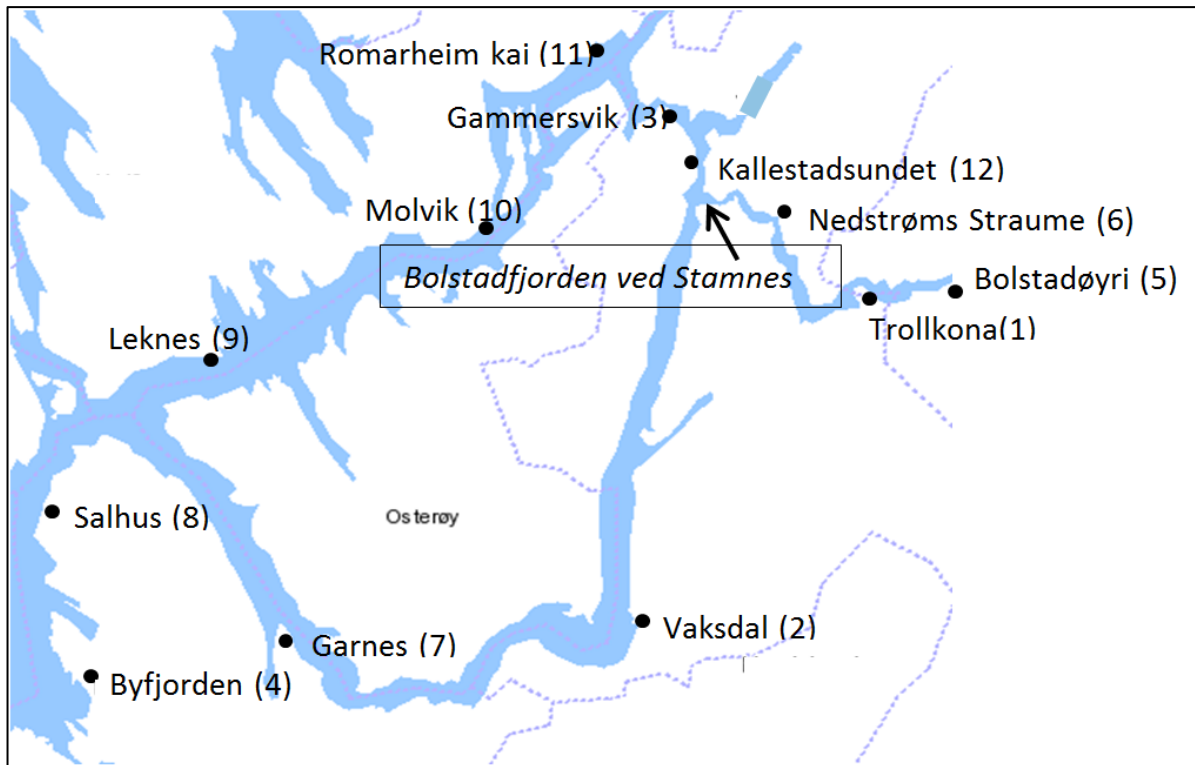 Romarheim kai (11)
Gammersvik (3)
Kallestadsundet (12)
Molvik (10)
Nedstrøms Straume (6)
Bolstadfjorden ved Stamnes
Bolstadøyri (5)
Trollkona(1)
Leknes (9)
Salhus (8)
Osterøy
Vaksdal (2)
Garnes (7)
Byfjorden (4)